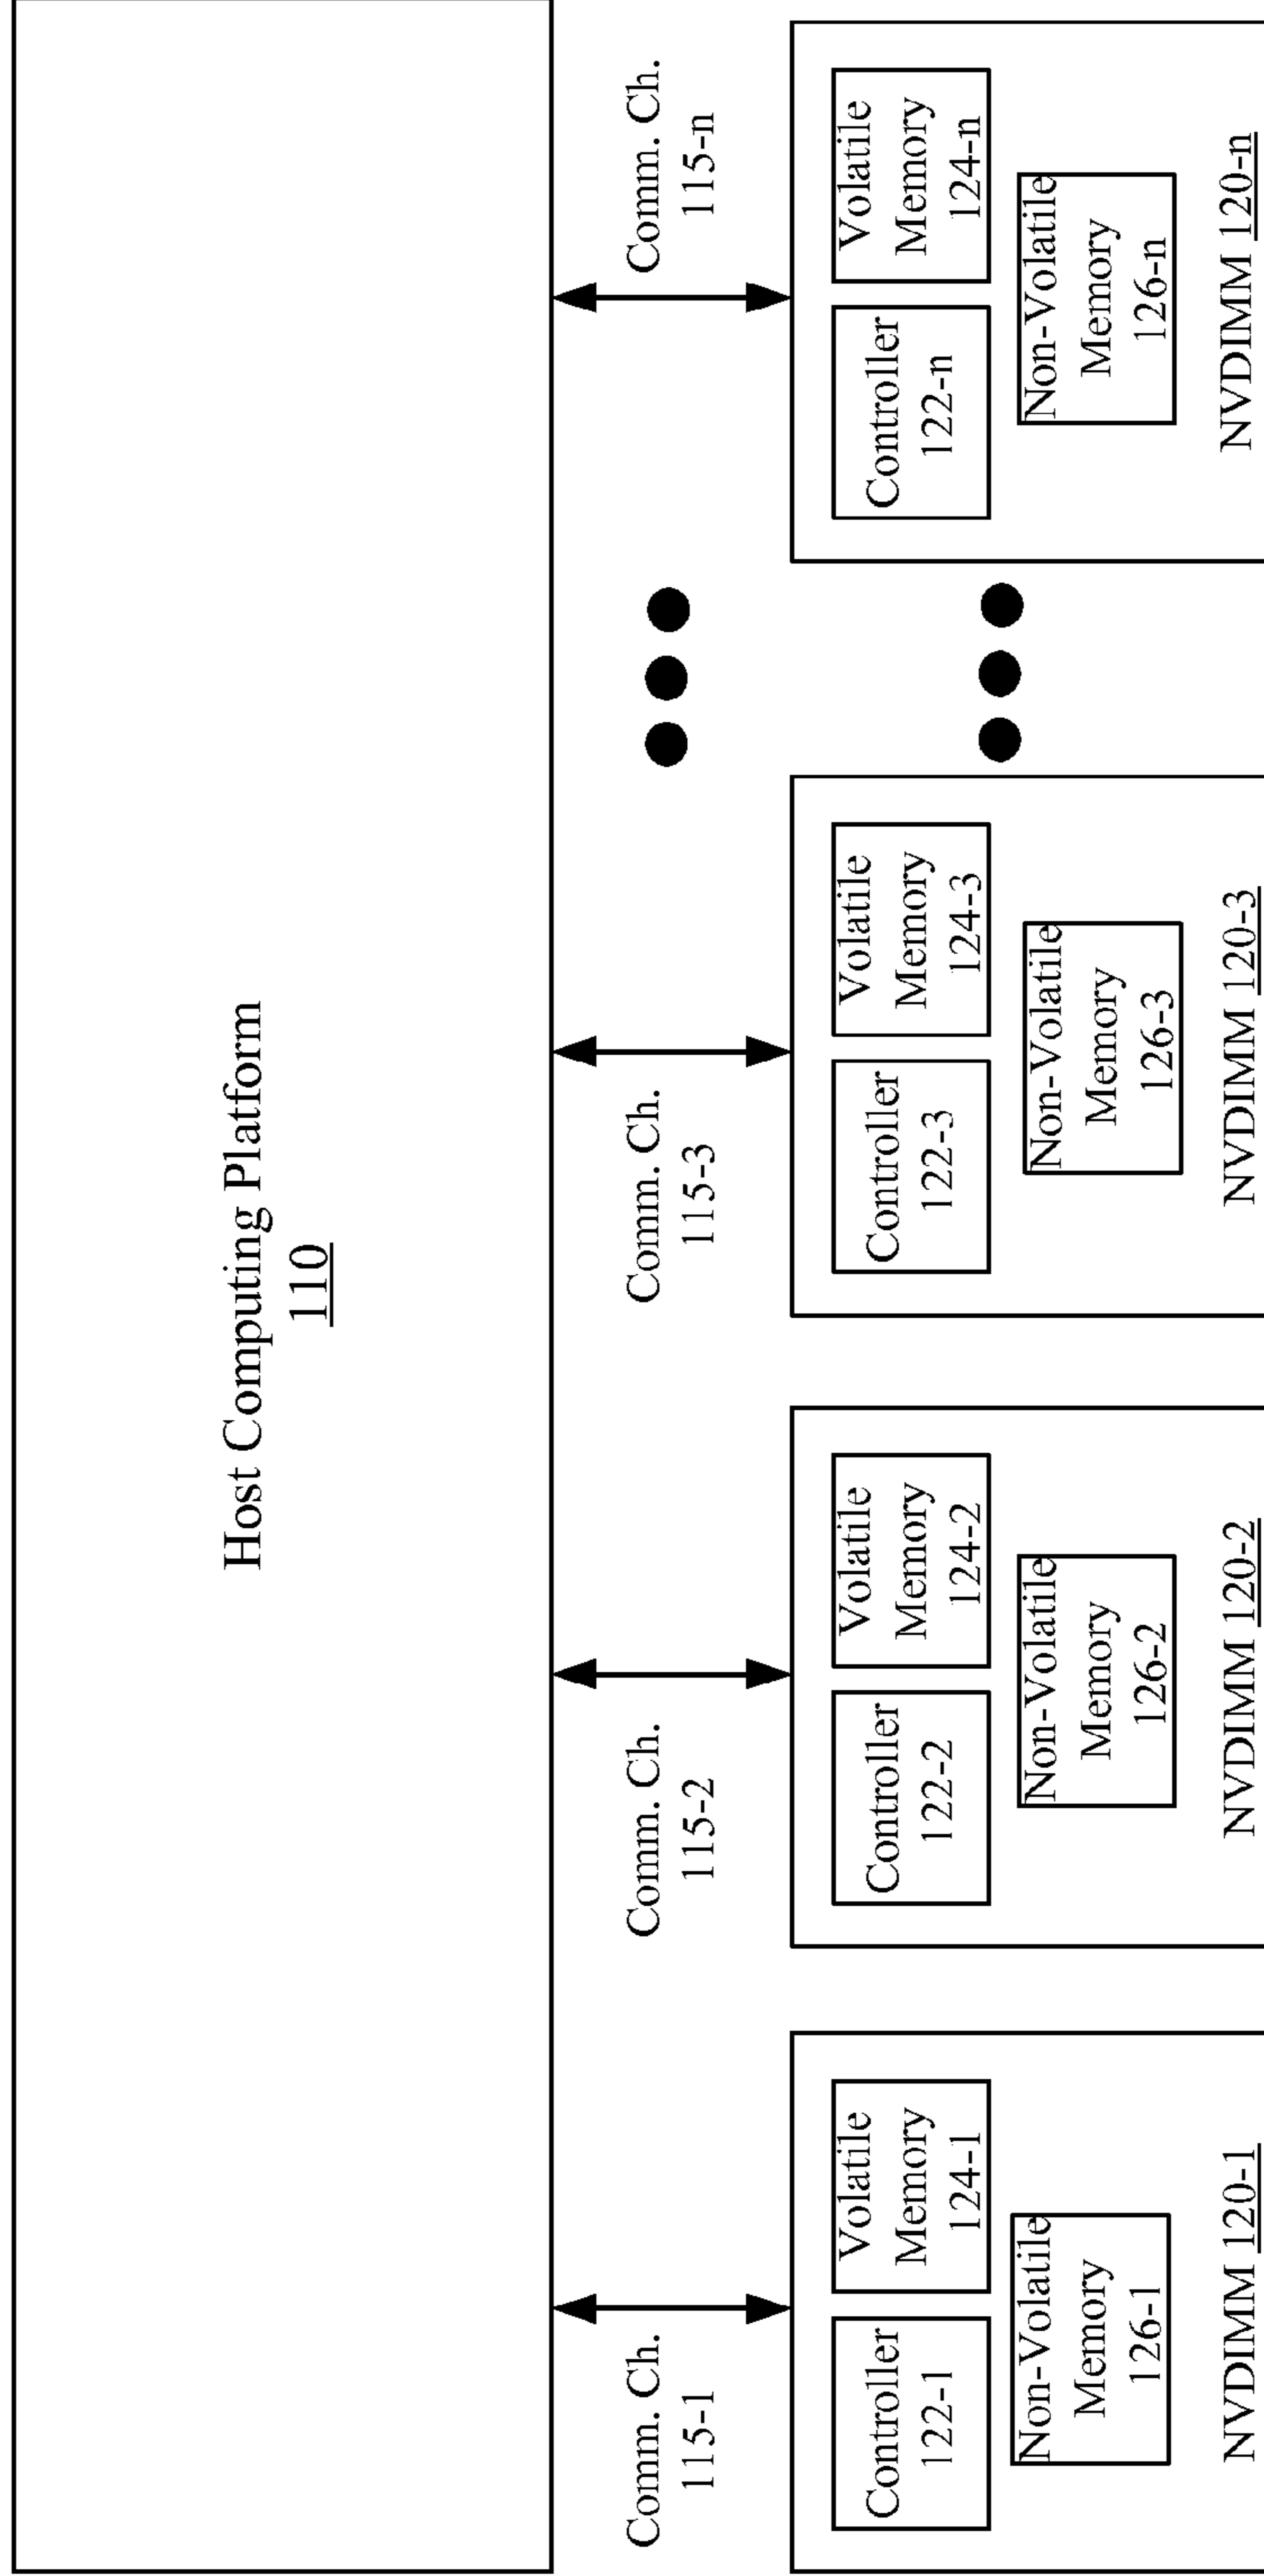 Host Computing Platform
110
Comm. Ch.
115-1
Comm. Ch.
115-2
Comm. Ch.
115-3
Comm. Ch.
115-n
Controller
122-1
Volatile
Memory
124-1
Non-Volatile
Memory
126-1
NVDIMM 120-1
Controller
122-2
Volatile
Memory
124-2
Non-Volatile
Memory
126-2
NVDIMM 120-2
Controller
122-3
Volatile
Memory
124-3
Non-Volatile
Memory
126-3
NVDIMM 120-3
Controller
122-n
Volatile
Memory
124-n
Non-Volatile
Memory
126-n
NVDIMM 120-n